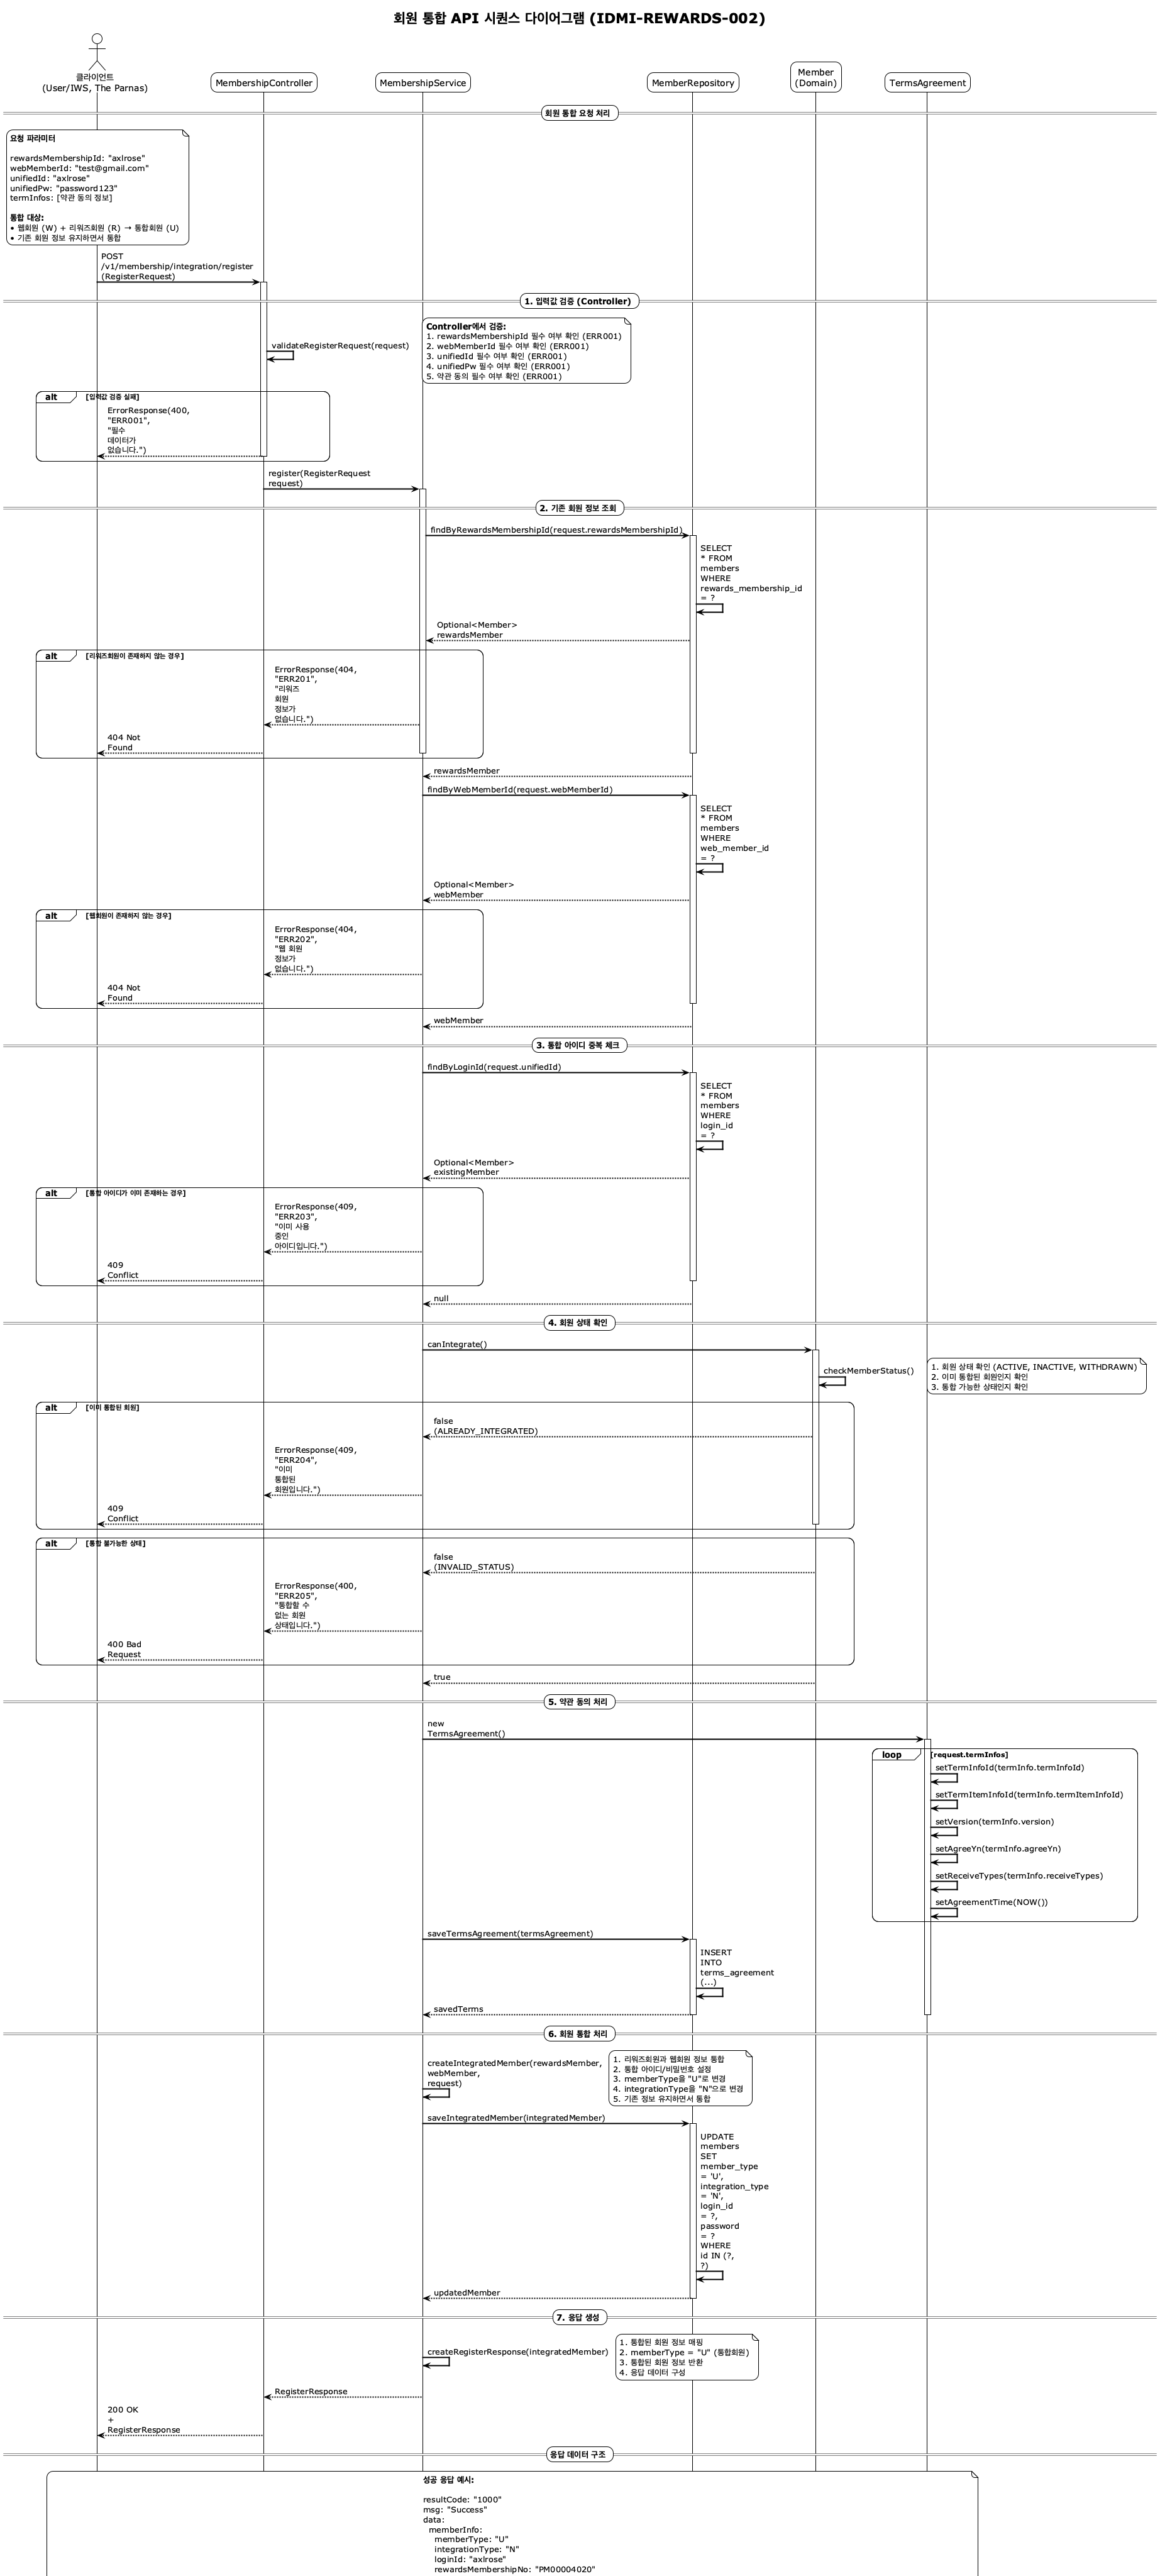 회원 통합 API 시퀀스 다이어그램 (IDMI-REWARDS-002)
클라이언트
(User/IWS, The Parnas)
MembershipController
MembershipService
MemberRepository
Member
(Domain)
TermsAgreement
회원 통합 요청 처리
요청 파라미터
rewardsMembershipId: "axlrose"
webMemberId: "test@gmail.com"
unifiedId: "axlrose"
unifiedPw: "password123"
termInfos: [약관 동의 정보]
통합 대상:
• 웹회원 (W) + 리워즈회원 (R) → 통합회원 (U)
• 기존 회원 정보 유지하면서 통합
POST
/v1/membership/integration/register
(RegisterRequest)
1. 입력값 검증 (Controller)
validateRegisterRequest(request)
Controller에서 검증:
1. rewardsMembershipId 필수 여부 확인 (ERR001)
2. webMemberId 필수 여부 확인 (ERR001)
3. unifiedId 필수 여부 확인 (ERR001)
4. unifiedPw 필수 여부 확인 (ERR001)
5. 약관 동의 필수 여부 확인 (ERR001)
alt
[입력값 검증 실패]
ErrorResponse(400,
"ERR001",
"필수
데이터가
없습니다.")
register(RegisterRequest
request)
2. 기존 회원 정보 조회
findByRewardsMembershipId(request.rewardsMembershipId)
SELECT
* FROM
members
WHERE
rewards_membership_id
= ?
Optional<Member>
rewardsMember
alt
[리워즈회원이 존재하지 않는 경우]
ErrorResponse(404,
"ERR201",
"리워즈
회원
정보가
없습니다.")
404 Not
Found
rewardsMember
findByWebMemberId(request.webMemberId)
SELECT
* FROM
members
WHERE
web_member_id
= ?
Optional<Member>
webMember
alt
[웹회원이 존재하지 않는 경우]
ErrorResponse(404,
"ERR202",
"웹 회원
정보가
없습니다.")
404 Not
Found
webMember
3. 통합 아이디 중복 체크
findByLoginId(request.unifiedId)
SELECT
* FROM
members
WHERE
login_id
= ?
Optional<Member>
existingMember
alt
[통합 아이디가 이미 존재하는 경우]
ErrorResponse(409,
"ERR203",
"이미 사용
중인
아이디입니다.")
409
Conflict
null
4. 회원 상태 확인
canIntegrate()
checkMemberStatus()
1. 회원 상태 확인 (ACTIVE, INACTIVE, WITHDRAWN)
2. 이미 통합된 회원인지 확인
3. 통합 가능한 상태인지 확인
alt
[이미 통합된 회원]
false
(ALREADY_INTEGRATED)
ErrorResponse(409,
"ERR204",
"이미
통합된
회원입니다.")
409
Conflict
alt
[통합 불가능한 상태]
false
(INVALID_STATUS)
ErrorResponse(400,
"ERR205",
"통합할 수
없는 회원
상태입니다.")
400 Bad
Request
true
5. 약관 동의 처리
new
TermsAgreement()
loop
[request.termInfos]
setTermInfoId(termInfo.termInfoId)
setTermItemInfoId(termInfo.termItemInfoId)
setVersion(termInfo.version)
setAgreeYn(termInfo.agreeYn)
setReceiveTypes(termInfo.receiveTypes)
setAgreementTime(NOW())
saveTermsAgreement(termsAgreement)
INSERT
INTO
terms_agreement
(...)
savedTerms
6. 회원 통합 처리
createIntegratedMember(rewardsMember,
webMember,
request)
1. 리워즈회원과 웹회원 정보 통합
2. 통합 아이디/비밀번호 설정
3. memberType을 "U"로 변경
4. integrationType을 "N"으로 변경
5. 기존 정보 유지하면서 통합
saveIntegratedMember(integratedMember)
UPDATE
members
SET
member_type
= 'U',
integration_type
= 'N',
login_id
= ?,
password
= ?
WHERE
id IN (?,
?)
updatedMember
7. 응답 생성
createRegisterResponse(integratedMember)
1. 통합된 회원 정보 매핑
2. memberType = "U" (통합회원)
3. 통합된 회원 정보 반환
4. 응답 데이터 구성
RegisterResponse
200 OK
+
RegisterResponse
응답 데이터 구조
성공 응답 예시:
resultCode: "1000"
msg: "Success"
data:
memberInfo:
memberType: "U"
integrationType: "N"
loginId: "axlrose"
rewardsMembershipNo: "PM00004020"